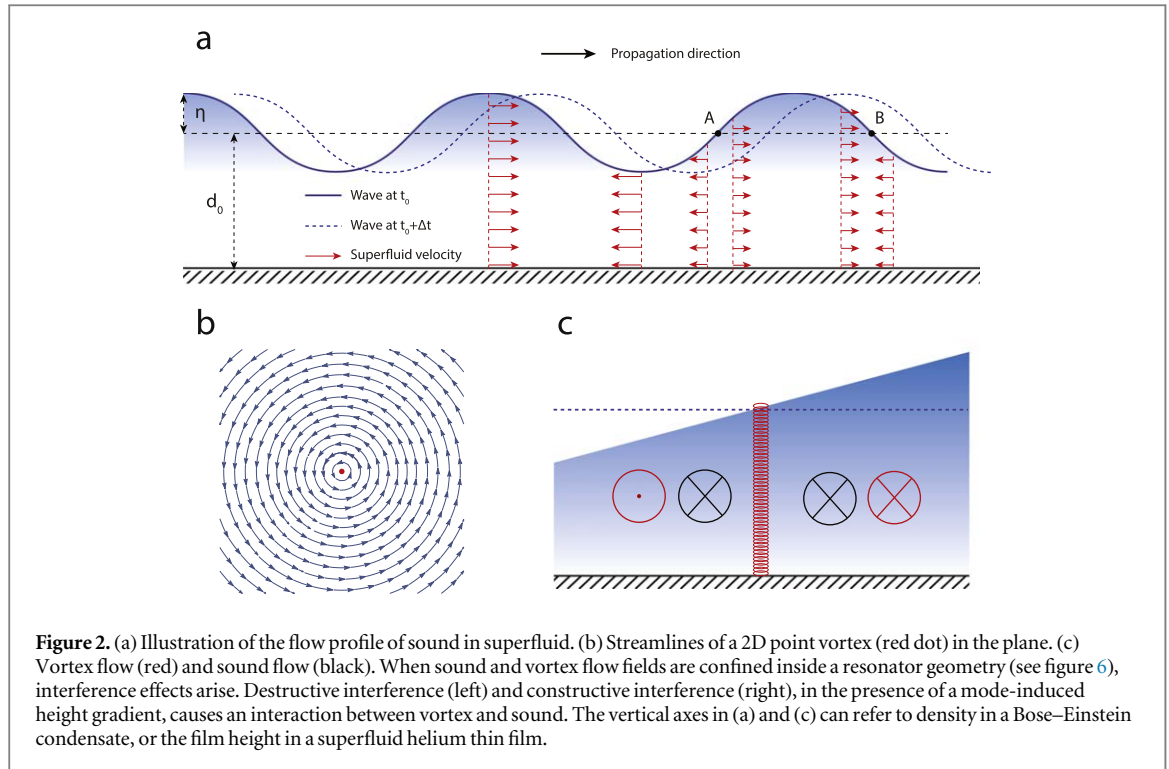 a
Propagation direction
η
A
B
d₀
Wave at t₀
Wave at t₀+Δt
Superfluid velocity
b
c
Figure 2. (a) Illustration of the flow profile of sound in superfluid. (b) Streamlines of a 2D point vortex (red dot) in the plane. (c)
Vortex flow (red) and sound flow (black). When sound and vortex flow fields are confined inside a resonator geometry (see figure 6),
interference effects arise. Destructive interference (left) and constructive interference (right), in the presence of a mode-induced
height gradient, causes an interaction between vortex and sound. The vertical axes in (a) and (c) can refer to density in a Bose–Einstein
condensate, or the film height in a superfluid helium thin film.